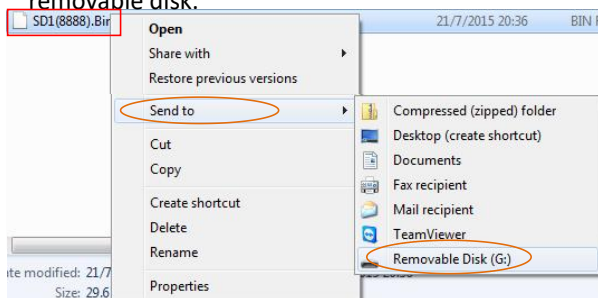 removable disk.
SD1(8888).Bin
21/7/2015 20:36
BIN
Open
Share with
Restore previous versions
Send to
Cut
Copy
Create shortcut
Delete
Rename
Properties
Compressed (zipped) folder
Desktop (create shortcut)
Documents
Fax recipient
Mail recipient
TeamViewer
Removable Disk (G:)
te modified: 21/7
Size: 29.6